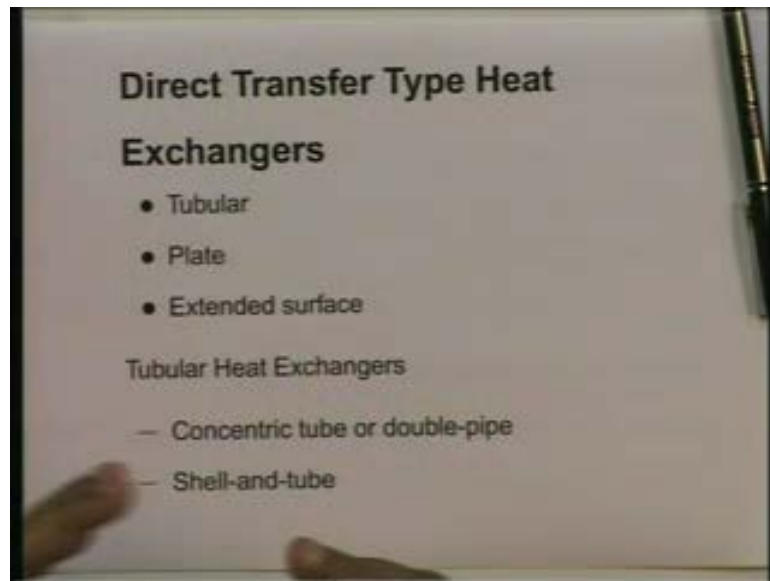 Direct Transfer Type Heat
Exchangers
● Tubular
● Plate
● Extended surface
Tubular Heat Exchangers
— Concentric tube or double-pipe
— Shell-and-tube